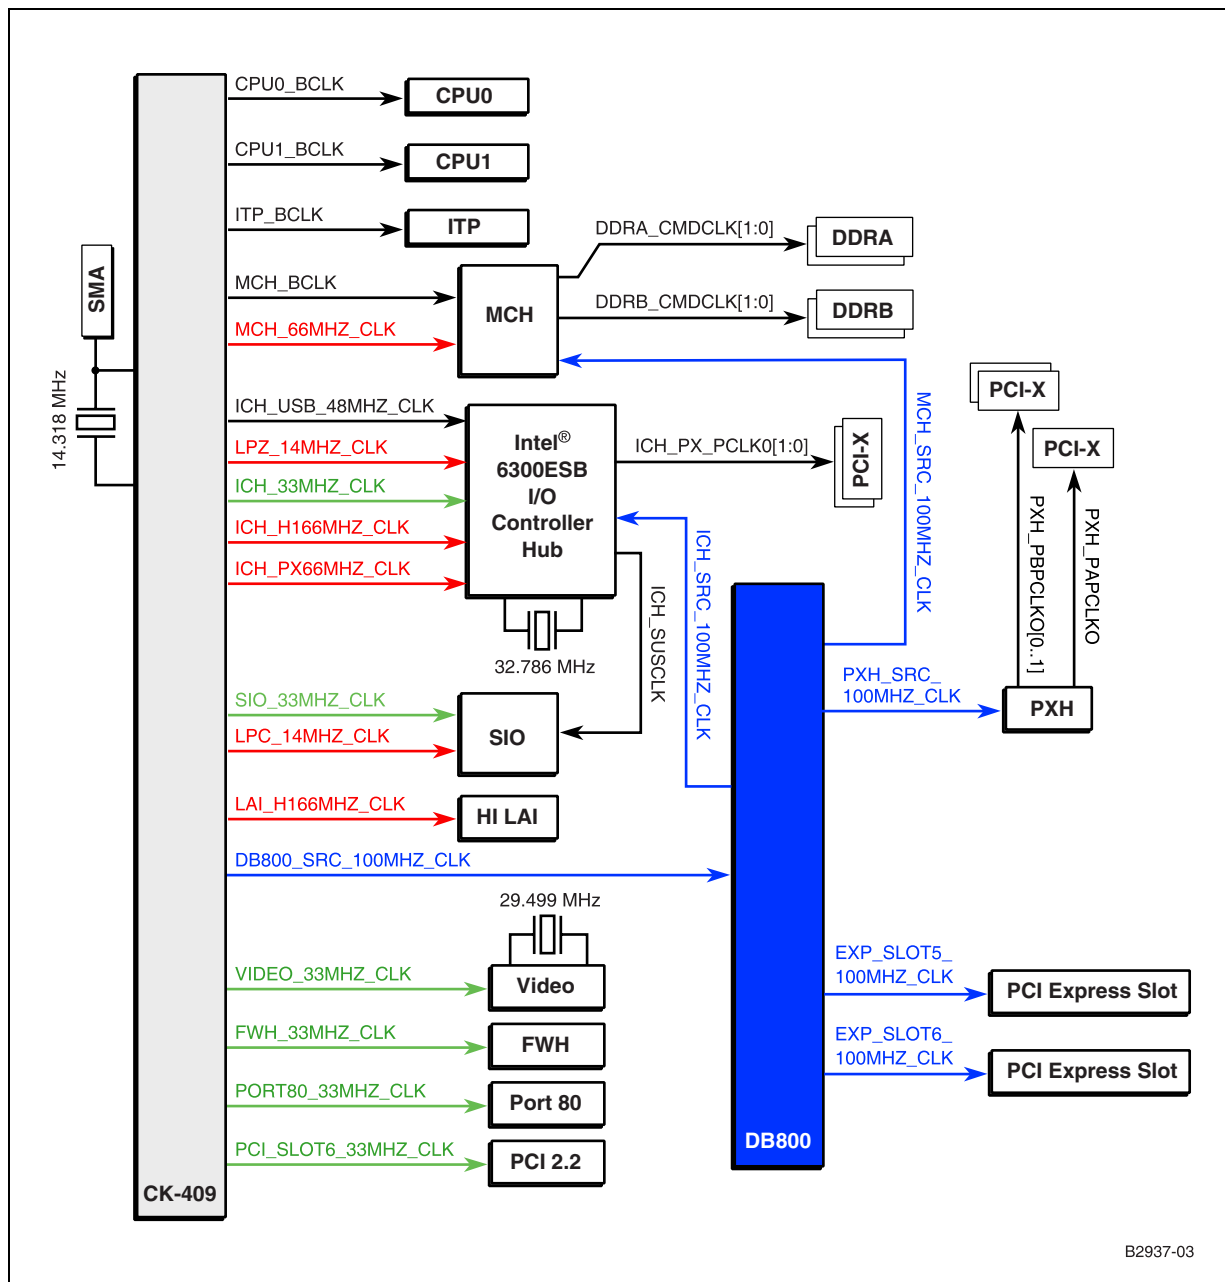 CPU0_BCLK
CPU0
CPU1_BCLK
CPU1
ITP_BCLK
ITP
SMA
14.318 MHz
MCH_BCLK
MCH_66MHZ_CLK
MCH
DDRA_CMDCLK[1:0]
DDRA
DDRB_CMDCLK[1:0]
DDRB
ICH_USB_48MHZ_CLK
LPZ_14MHZ_CLK
ICH_33MHZ_CLK
ICH_H166MHZ_CLK
ICH_PX66MHZ_CLK
Intel®
6300ESB
I/O
Controller
Hub
32.786 MHz
ICH_PX_PCLK0[1:0]
PCI-X
ICH_SUSCLK
ICH_SRC_100MHZ_CLK
MCH_SRC_100MHZ_CLK
PCI-X
PCI-X
PXH_PBPCLKO[0..1]
PXH_PAPCLKO
PXH_SRC_
100MHZ_CLK
PXH
SIO_33MHZ_CLK
LPC_14MHZ_CLK
SIO
LAI_H166MHZ_CLK
HI LAI
DB800_SRC_100MHZ_CLK
29.499 MHz
VIDEO_33MHZ_CLK
Video
FWH_33MHZ_CLK
FWH
PORT80_33MHZ_CLK
Port 80
PCI_SLOT6_33MHZ_CLK
PCI 2.2
EXP_SLOT5_
100MHZ_CLK
PCI Express Slot
EXP_SLOT6_
100MHZ_CLK
PCI Express Slot
DB800
CK-409
B2937-03